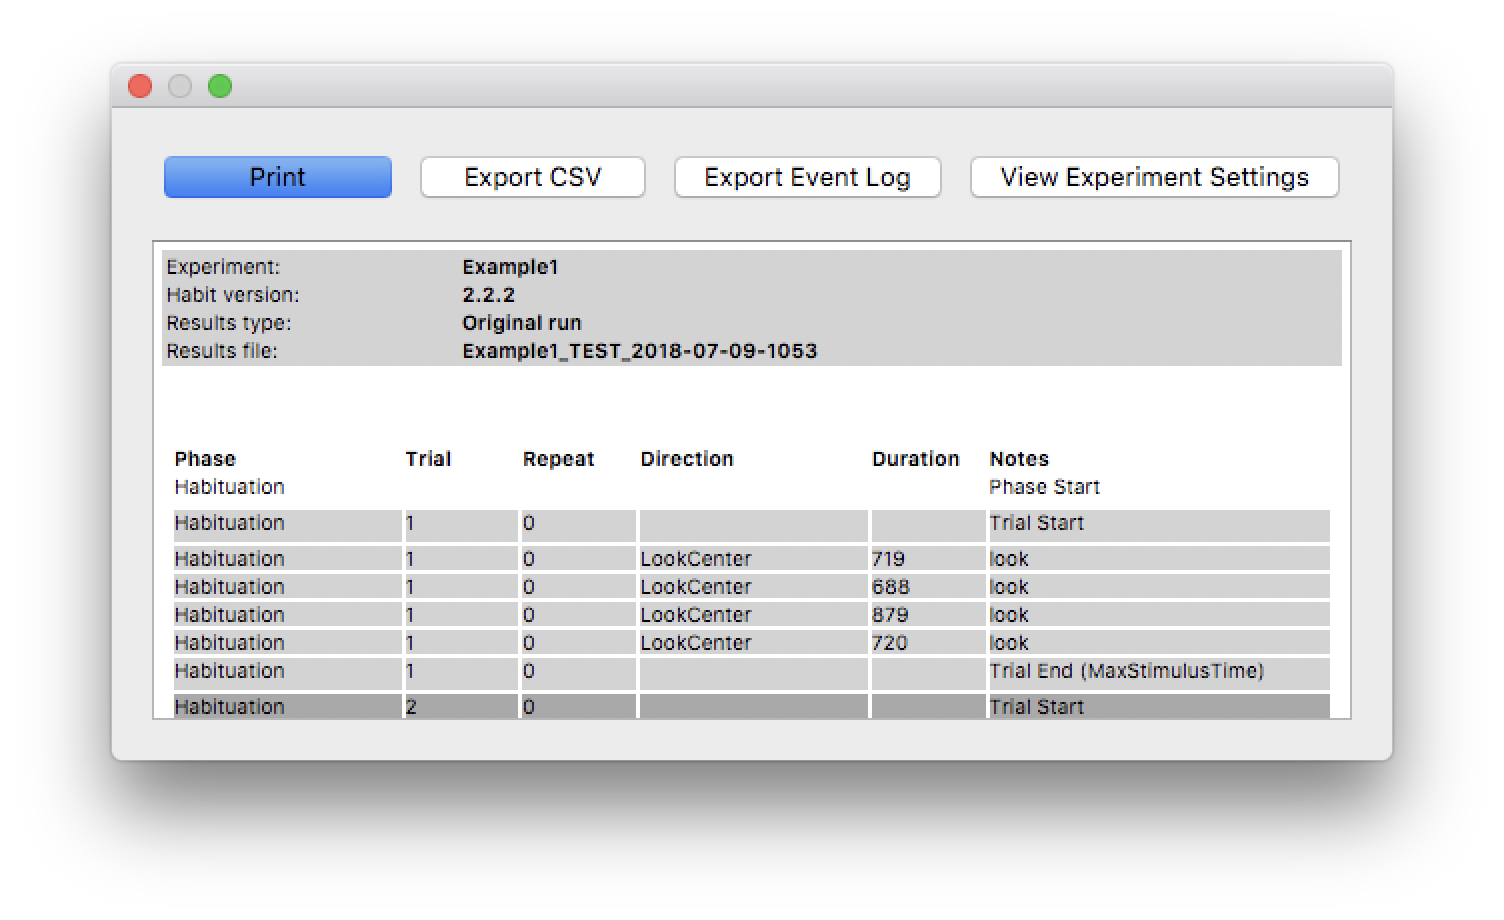 Print Export CSV Export Event Log View Experiment Settings
Experiment: Example1
Habit version: 2.2.2
Results type: Original run
Results file: Example1_TEST_2018-07-09-1053
Phase Trial Repeat Direction Duration Notes
Habituation Phase Start
Habituation 1 0 Trial Start
Habituation 1 0 LookCenter 719 look
Habituation 1 0 LookCenter 688 look
Habituation 1 0 LookCenter 879 look
Habituation 1 0 LookCenter 720 look
Habituation 1 0 Trial End (MaxStimulusTime)
Habituation 2 0 Trial Start